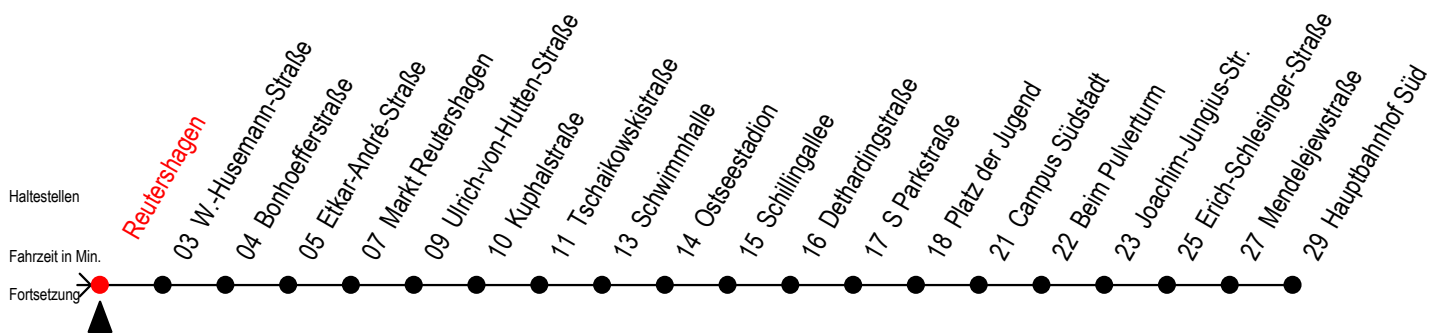 Haltestellen
Fahrzeit in Min.
Fortsetzung
Reutershagen
03 W.-Husemann-Straße
04 Bonhoefferstraße
05 Etkar-André-Straße
07 Markt Reutershagen
09 Ulrich-von-Hutten-Straße
10 Kuphalstraße
11 Tschaikowskistraße
13 Schwimmhalle
14 Ostseestadion
15 Schillingallee
16 Dethardingstraße
17 S Parkstraße
18 Platz der Jugend
21 Campus Südstadt
22 Beim Pulverturm
23 Joachim-Jungius-Str.
25 Erich-Schlesinger-Straße
27 Mendelejewstraße
29 Hauptbahnhof Süd